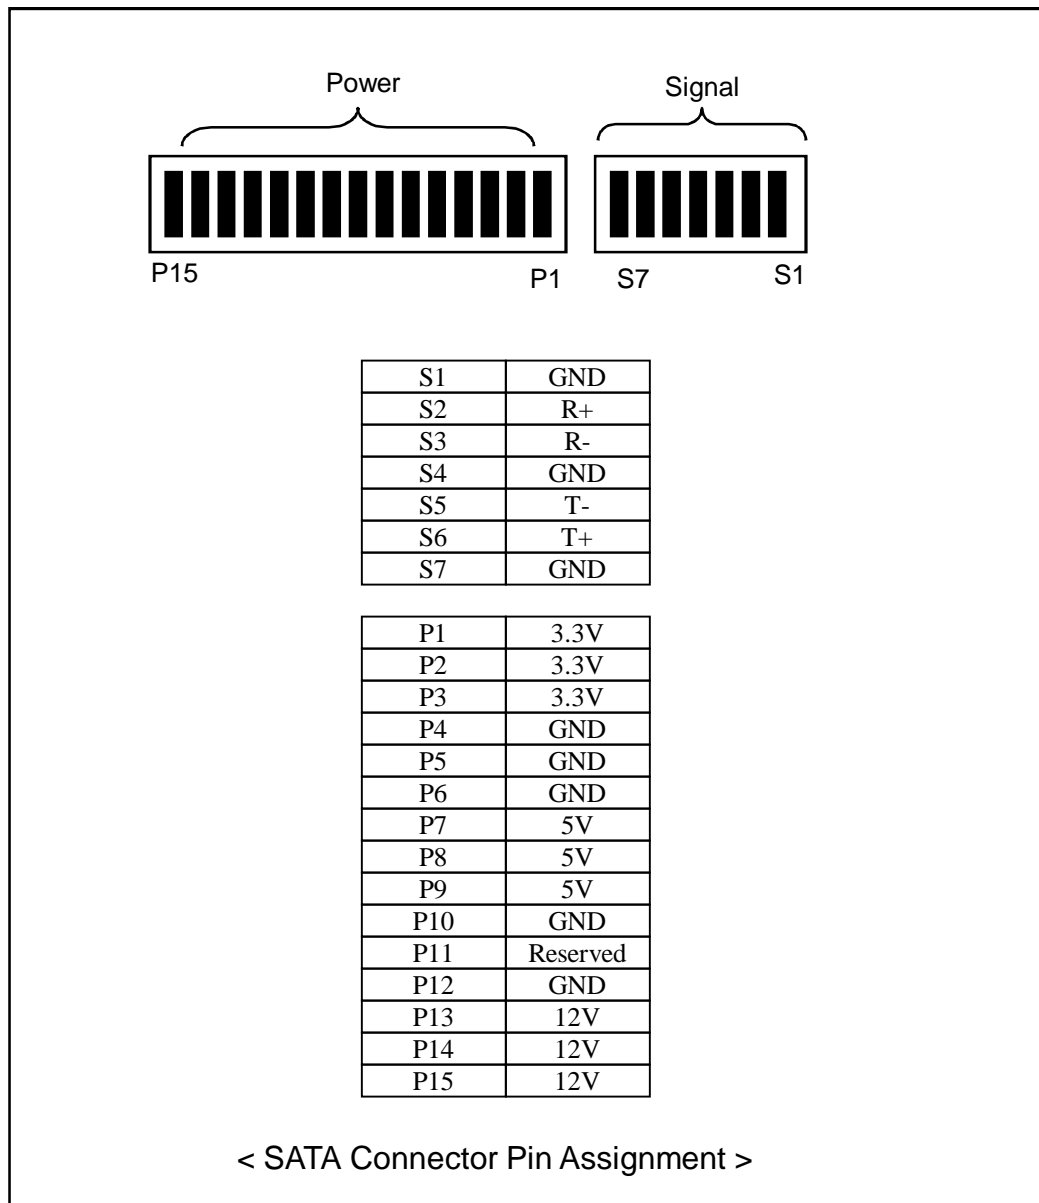 Power Signal
P15 P1 S7 S1
S1 GND
S2 R+
S3 R-
S4 GND
S5 T-
S6 T+
S7 GND
P1 3.3V
P2 3.3V
P3 3.3V
P4 GND
P5 GND
P6 GND
P7 5V
P8 5V
P9 5V
P10 GND
P11 Reserved
P12 GND
P13 12V
P14 12V
P15 12V
< SATA Connector Pin Assignment >